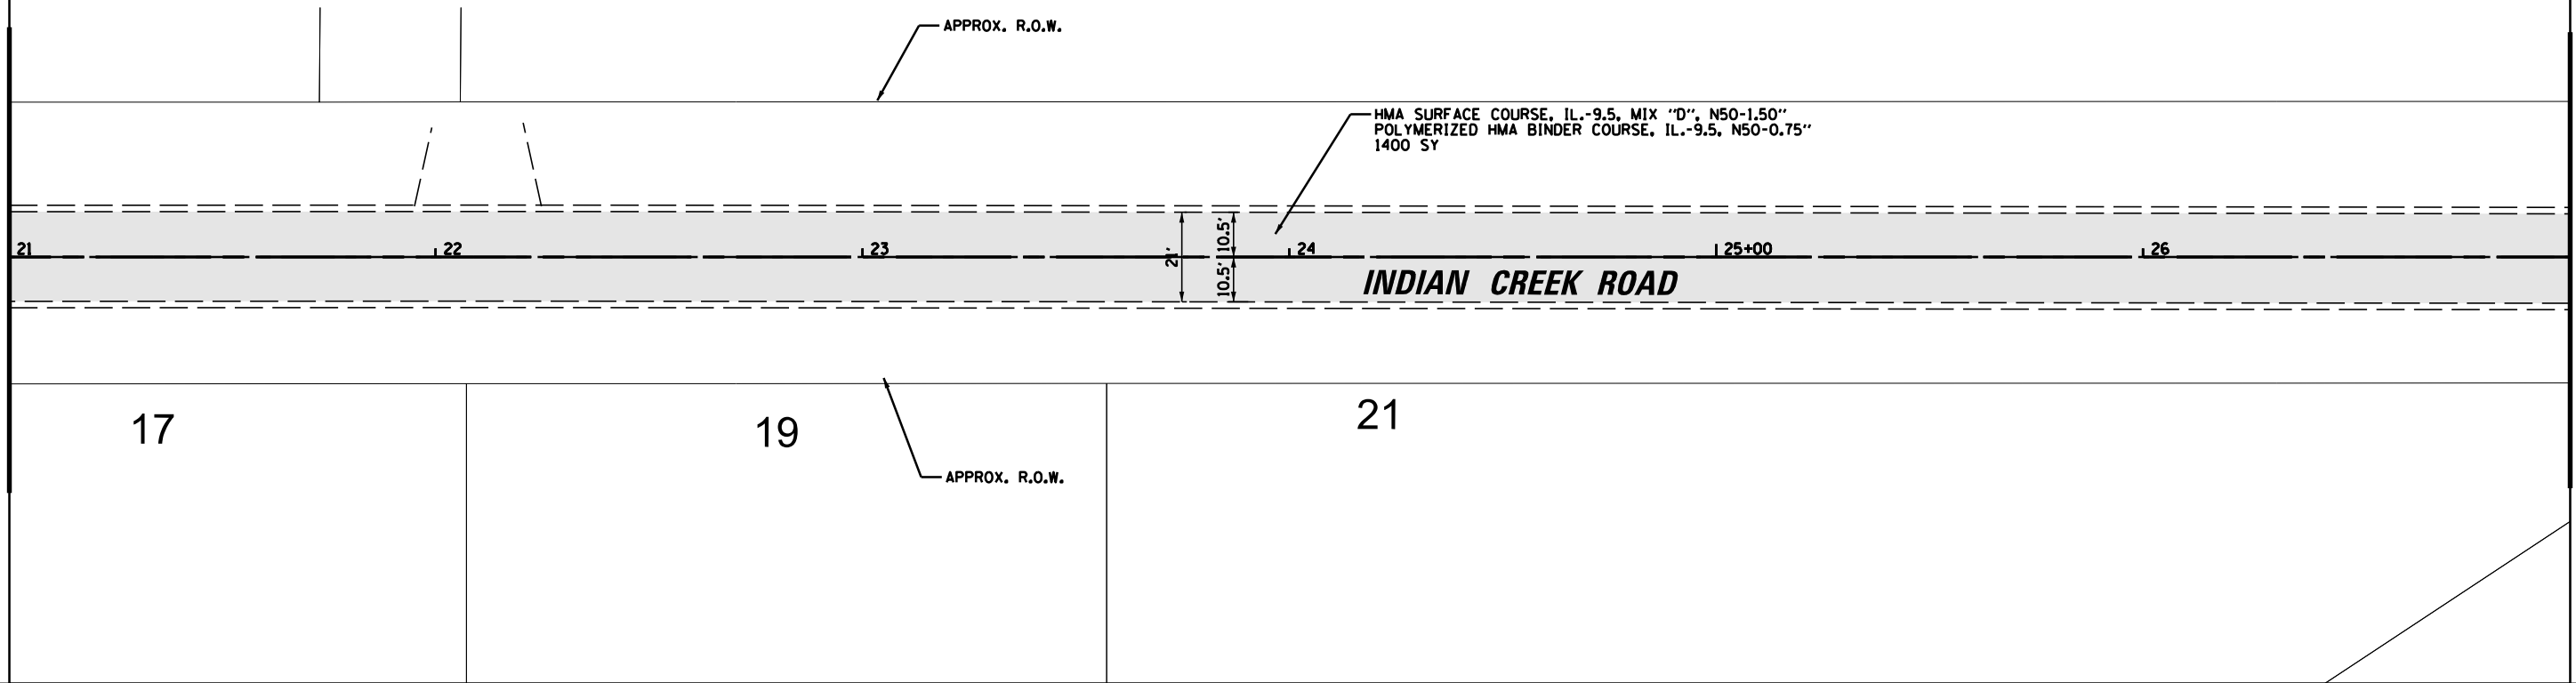 APPROX. R.O.W.
HMA SURFACE COURSE, IL.-9.5, MIX "D", N50-1.50"
POLYMERIZED HMA BINDER COURSE, IL.-9.5, N50-0.75"
1400 SY
21 22 23 24 25+00 26
21' 10.5'
10.5'
INDIAN CREEK ROAD
17 19 21
APPROX. R.O.W.